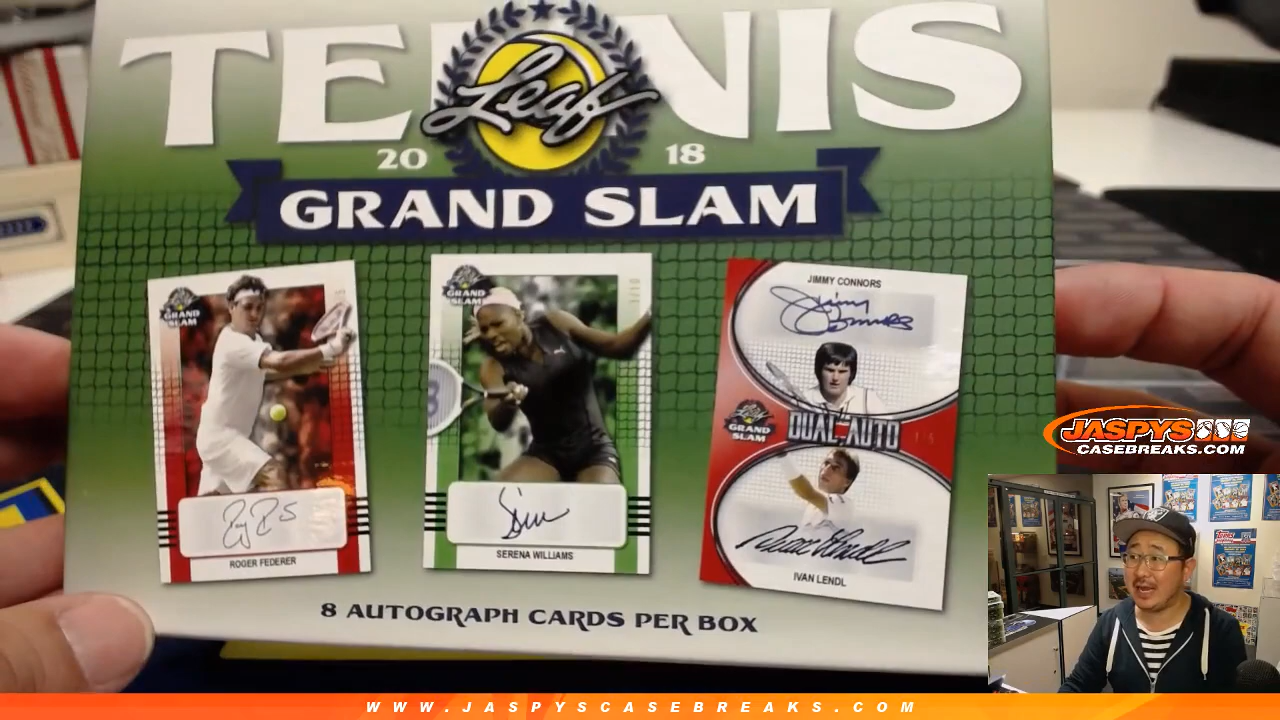 TENNIS
Leaf
20 18
GRAND SLAM
GRAND SLAM
ROGER FEDERER
GRAND SLAM
SERENA WILLIAMS
JIMMY CONNORS
Leaf
GRAND SLAM
DUAL-AUTO
IVAN LENDL
8 AUTOGRAPH CARDS PER BOX
JASPYS
CASEBREAKS.COM
WWW.JASPYSCASEBREAKS.COM